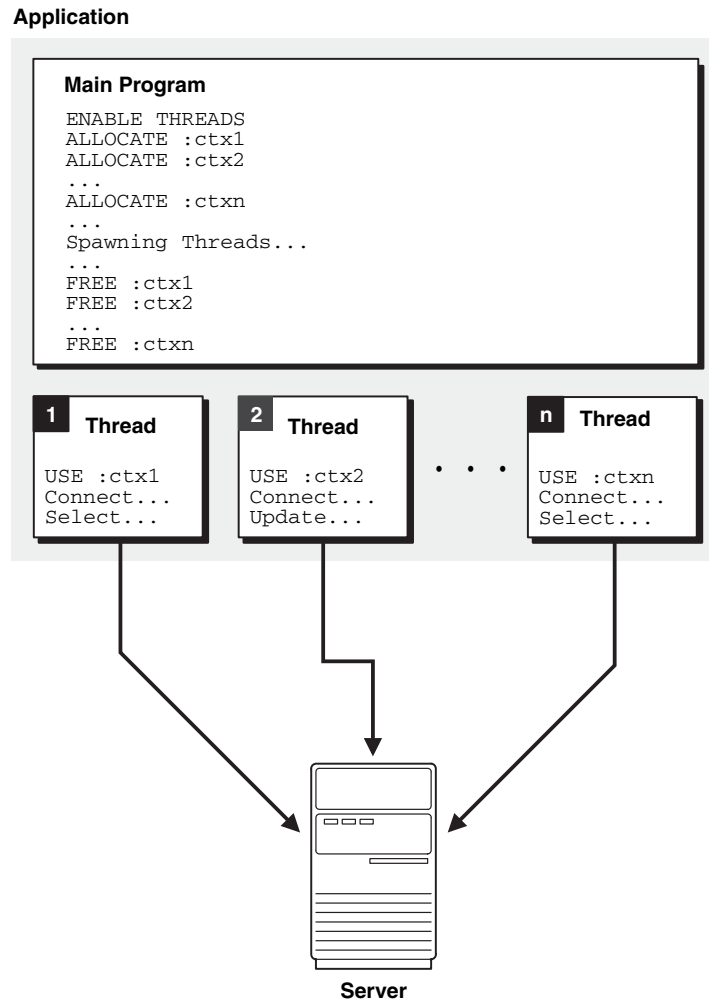 Application
Main Program
ENABLE THREADS
ALLOCATE :ctx1
ALLOCATE :ctx2
...
ALLOCATE :ctxn
...
Spawning Threads...
...
FREE :ctx1
FREE :ctx2
...
FREE :ctxn
1 Thread
USE :ctx1
Connect...
Select...
2 Thread
USE :ctx2
Connect...
Update...
. . .
n Thread
USE :ctxn
Connect...
Select...
Server